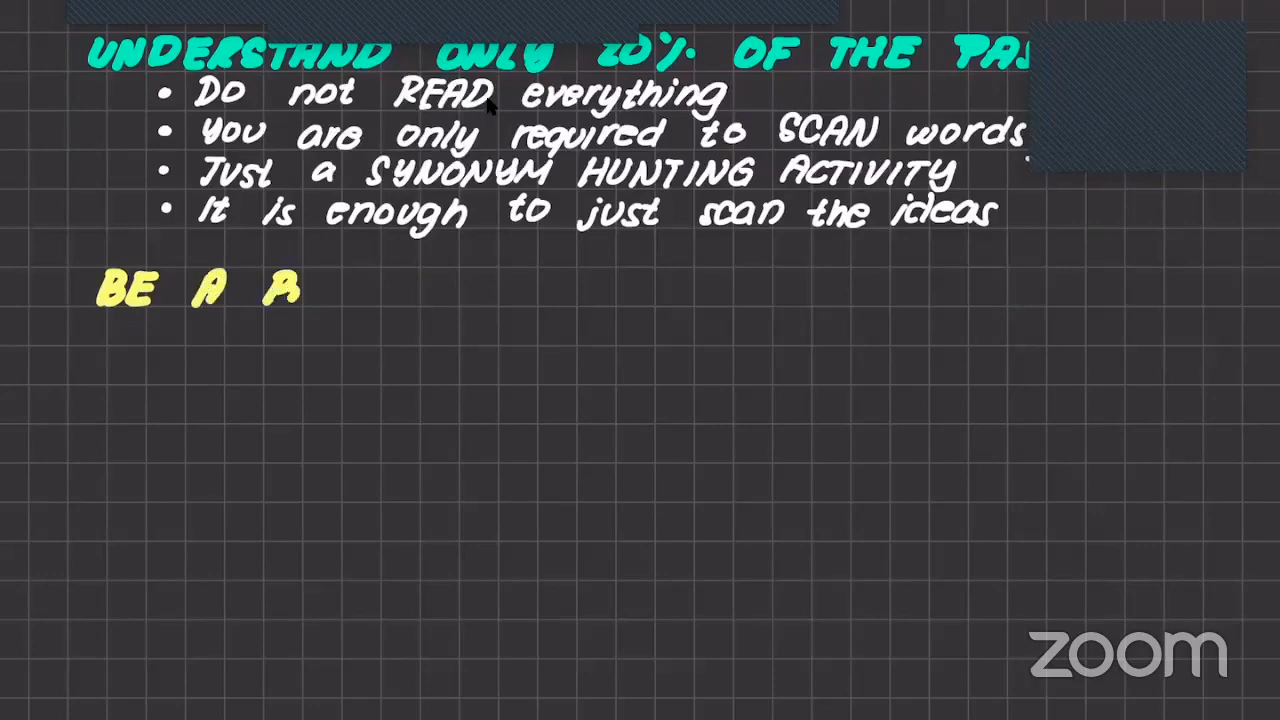 UNDERSTAND ONLY 20% OF THE
• Do not READ everything
• You are only required to SCAN words
• Just a SYNONYM HUNTING ACTIVITY
• It is enough to just scan the ideas
BE A
zoom